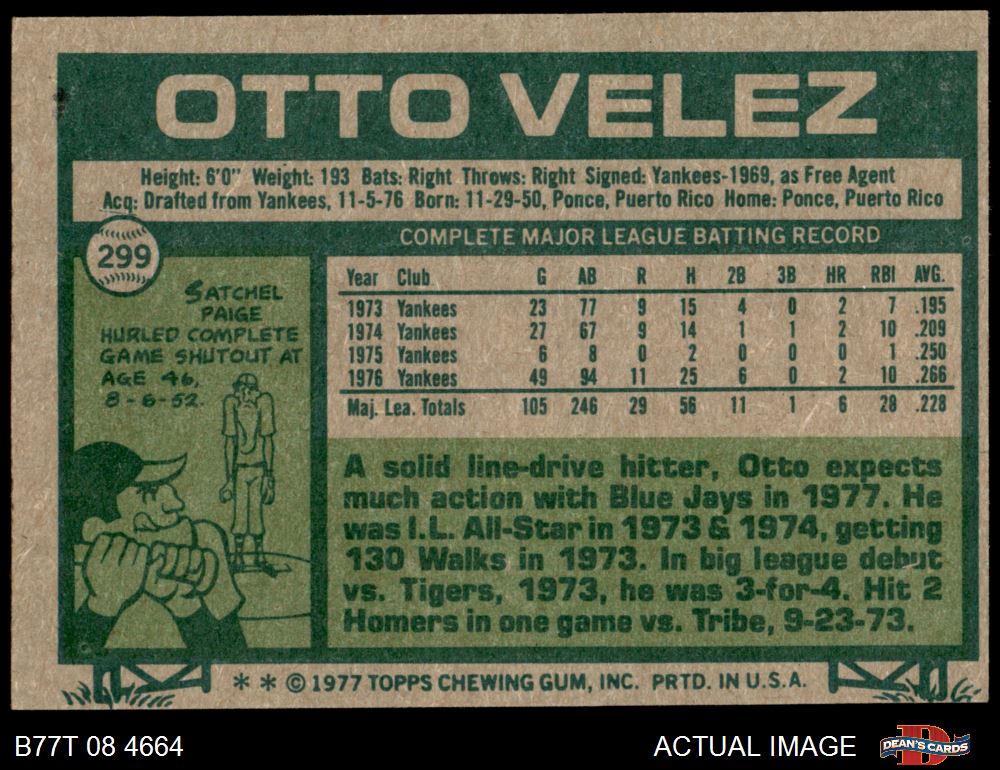 OTTO VELEZ
Height: 6'0" Weight: 193 Bats: Right Throws: Right Signed: Yankees-1969, as Free Agent
Acq: Drafted from Yankees, 11-5-76 Born: 11-29-50, Ponce, Puerto Rico Home: Ponce, Puerto Rico
299
COMPLETE MAJOR LEAGUE BATTING RECORD
Year Club G AB R H 2B 3B HR RBI AVG.
1973 Yankees 23 77 9 15 4 0 2 7 .195
1974 Yankees 27 67 9 14 1 1 2 10 .209
1975 Yankees 6 8 0 2 0 0 0 1 .250
1976 Yankees 49 94 11 25 6 0 2 10 .266
Maj. Lea. Totals 105 246 29 56 11 1 6 28 .228
SATCHEL
PAIGE
HURLED COMPLETE
GAME SHUTOUT AT
AGE 46,
8-6-52.
A solid line-drive hitter, Otto expects
much action with Blue Jays in 1977. He
was I.L. All-Star in 1973 & 1974, getting
130 Walks in 1973. In big league debut
vs. Tigers, 1973, he was 3-for-4. Hit 2
Homers in one game vs. Tribe, 9-23-73.
* * © 1977 TOPPS CHEWING GUM, INC. PRTD. IN U.S.A.
B77T 08 4664
ACTUAL IMAGE
D
DEAN'S CARDS